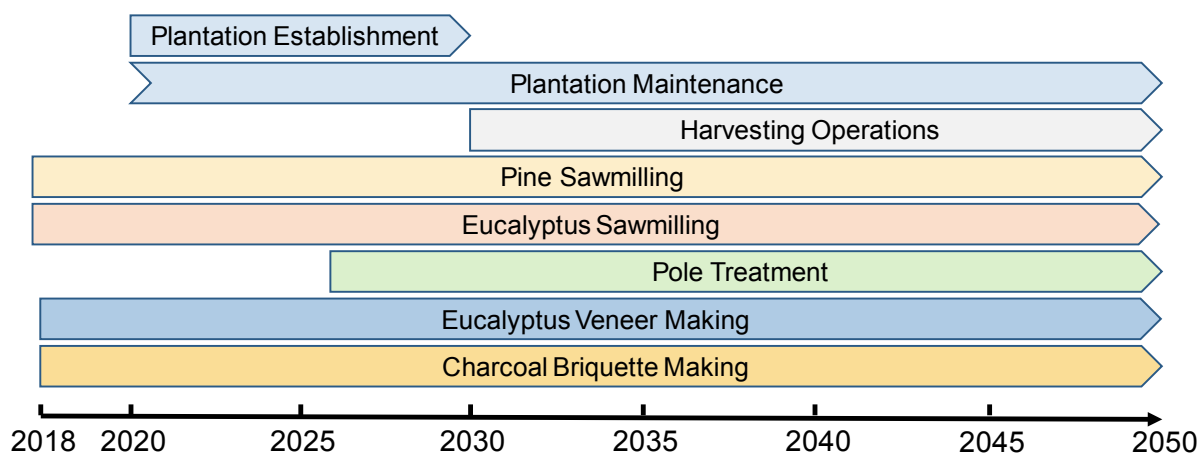 Plantation Establishment
Plantation Maintenance
Harvesting Operations
Pine Sawmilling
Eucalyptus Sawmilling
Pole Treatment
Eucalyptus Veneer Making
Charcoal Briquette Making
2018 2020 2025 2030 2035 2040 2045 2050